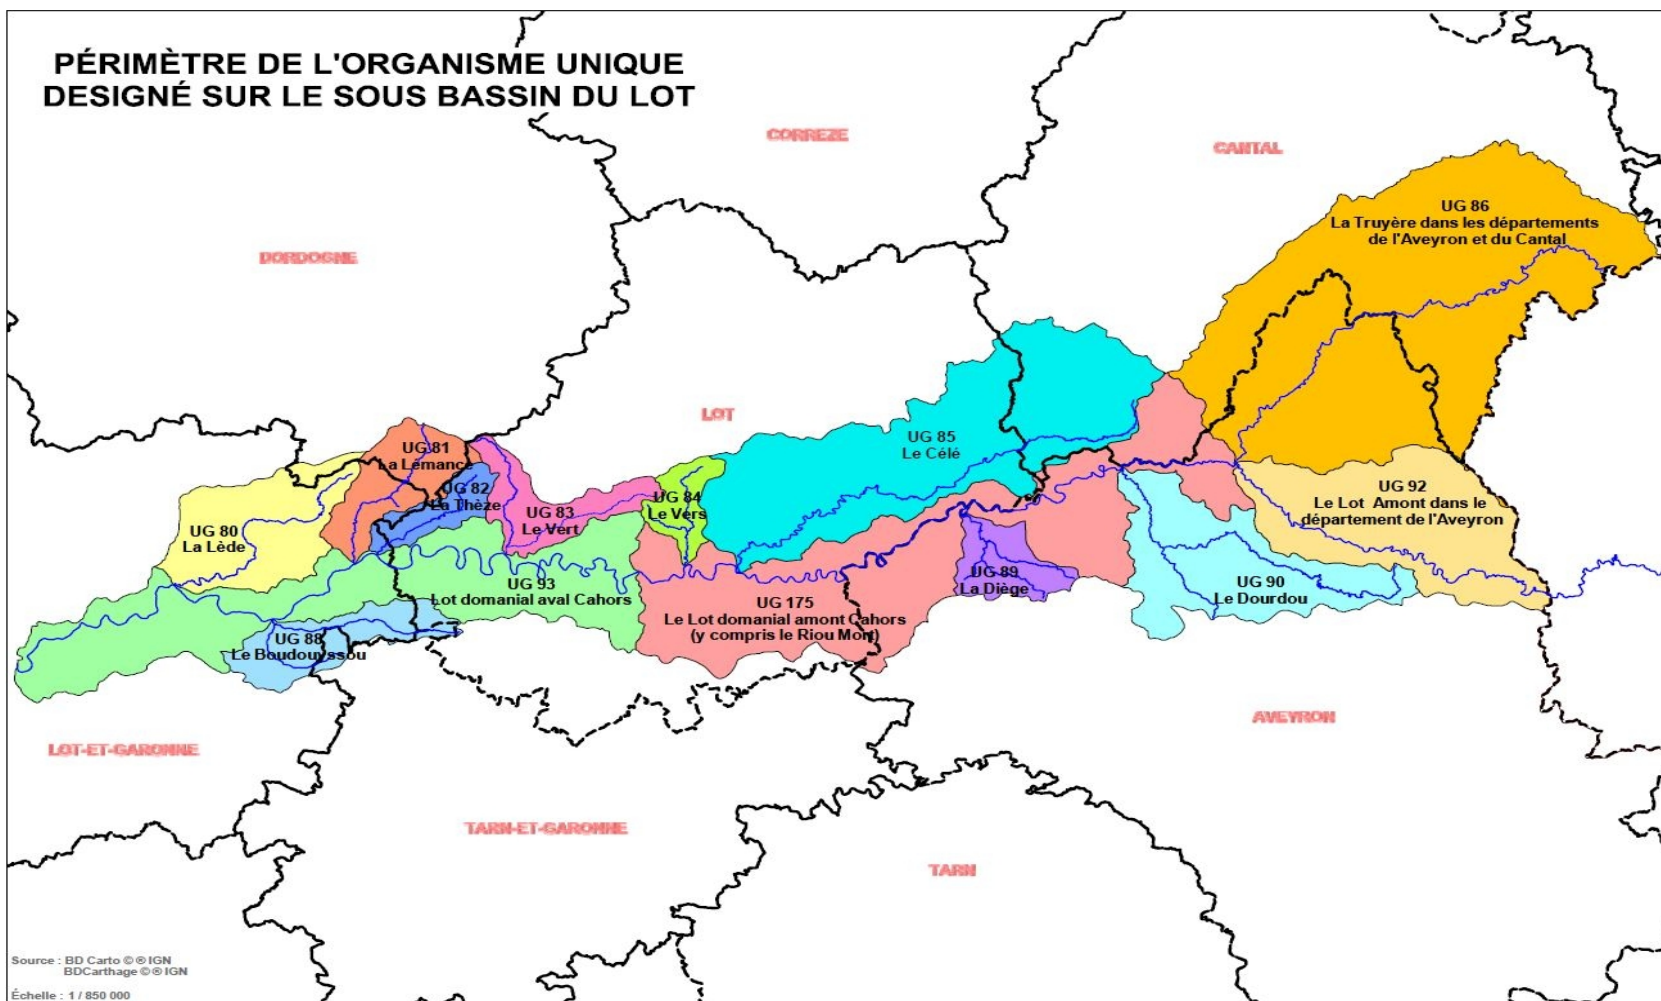 PÉRIMÈTRE DE L'ORGANISME UNIQUE
DESIGNÉ SUR LE SOUS BASSIN DU LOT
CORREZE
CANTAL
UG 86
La Truyère dans les départements
de l'Aveyron et du Cantal
DORDOGNE
LOT
UG 81
La Lémance
UG 85
Le Célé
UG 82
La Thèze
UG 84
Le Vers
UG 83
Le Vert
UG 92
Le Lot Amont dans le
département de l'Aveyron
UG 80
La Lède
UG 93
Lot domanial aval Cahors
UG 89
La Diège
UG 90
Le Dourdou
UG 175
Le Lot domanial amont Cahors
(y compris le Riou Mort)
UG 88
Le Boudouyssou
AVEYRON
LOT-ET-GARONNE
TARN-ET-GARONNE
TARN
Source : BD Carto © ® IGN
BDCarthage © ® IGN
Échelle : 1 / 850 000